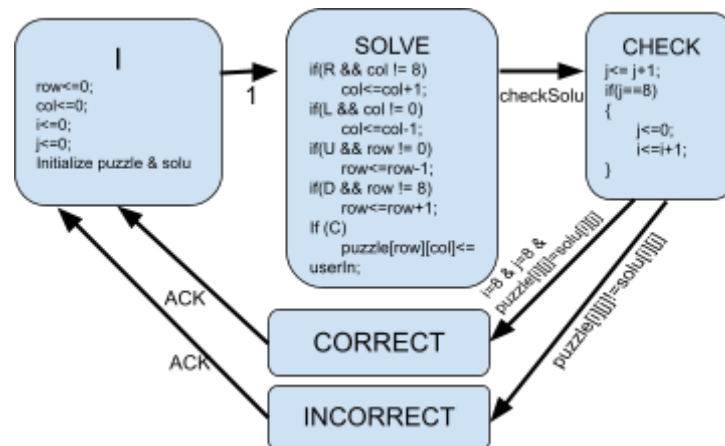 I
row<=0;
col<=0;
i<=0;
j<=0;
Initialize puzzle & solu
1
SOLVE
if(R && col != 8)
col<=col+1;
if(L && col != 0)
col<=col-1;
if(U && row != 0)
row<=row-1;
if(D && row != 8)
row<=row+1;
If (C)
puzzle[row][col]<=
userIn;
checkSolu
CHECK
j<= j+1;
if(j==8)
{
j<=0;
i<=i+1;
}
i=8 & j=8 &
puzzle[i][j]=solu[i][j]
puzzle[i][j]!=solu[i][j]
ACK
CORRECT
ACK
INCORRECT